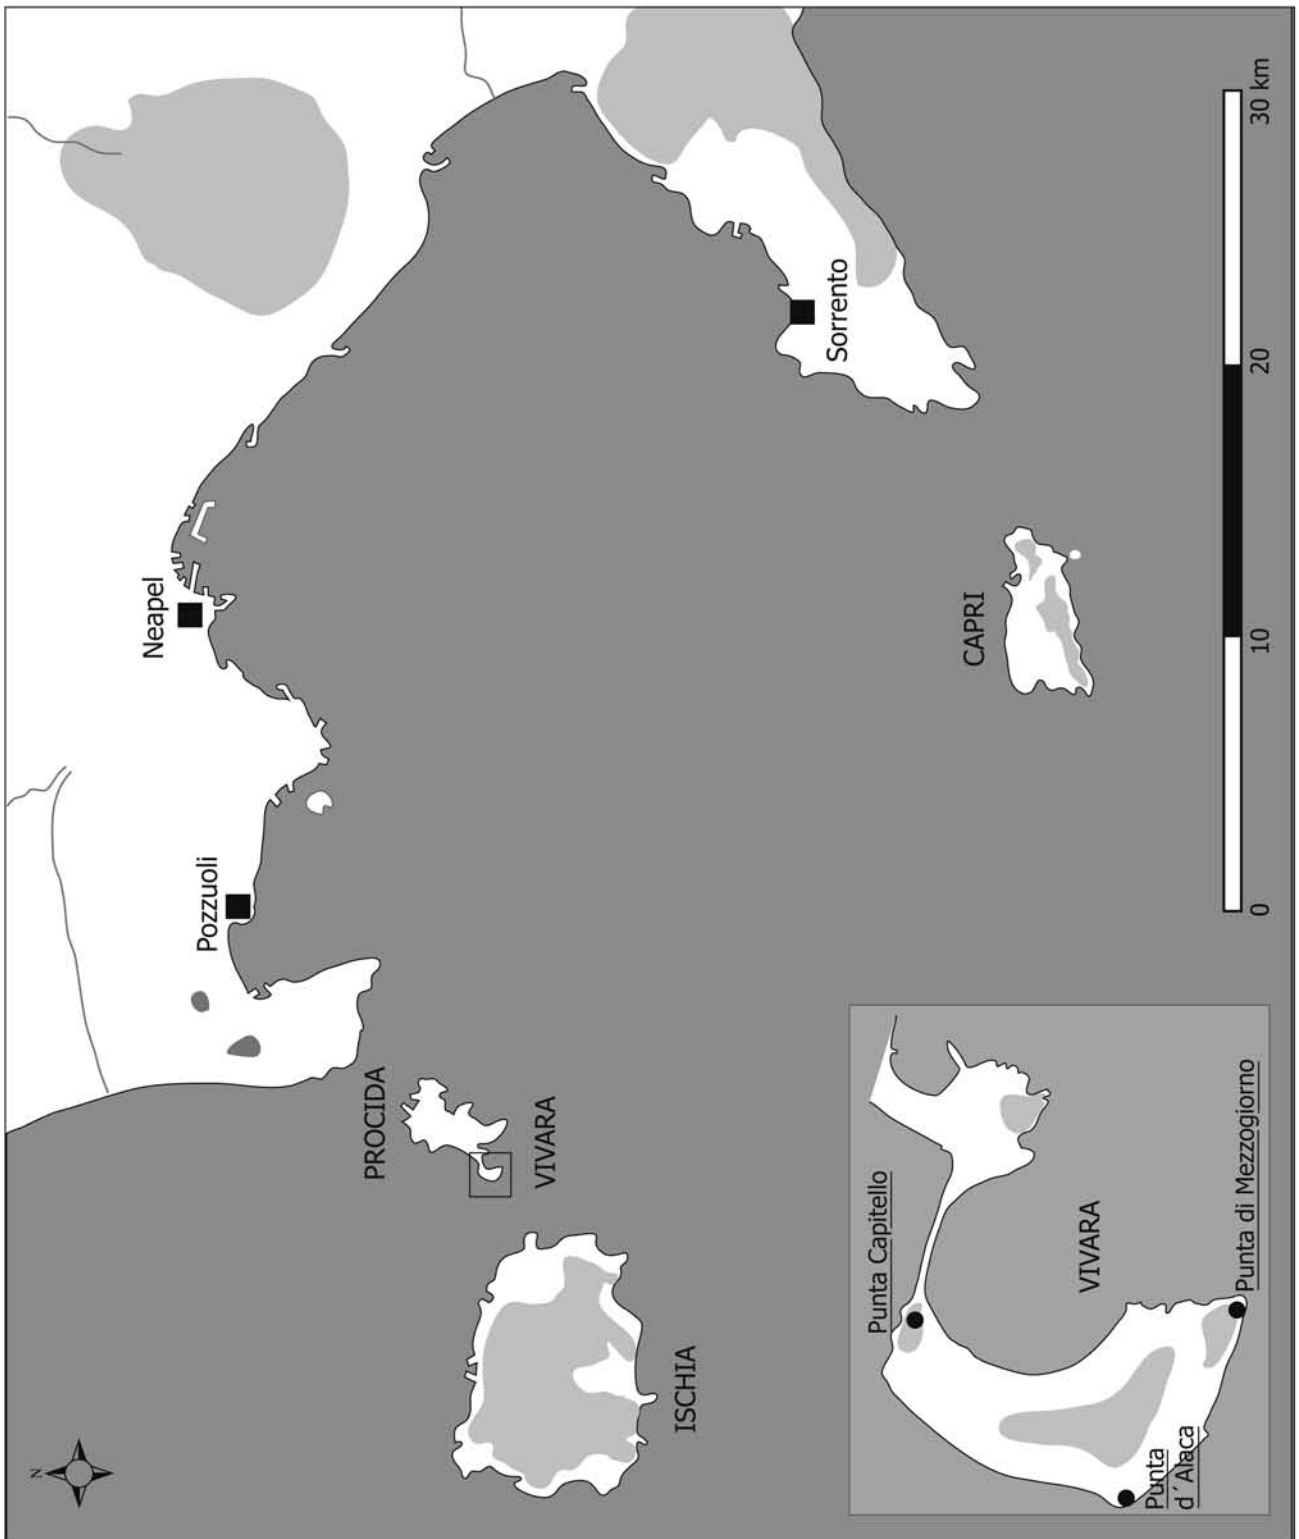 N
Neapel
Pozzuoli
Sorrento
PROCIDA
VIVARA
ISCHIA
CAPRI
Punta Capitello
VIVARA
Punta
d´Alaca
Punta di Mezzogiorno
0
10
20
30 km